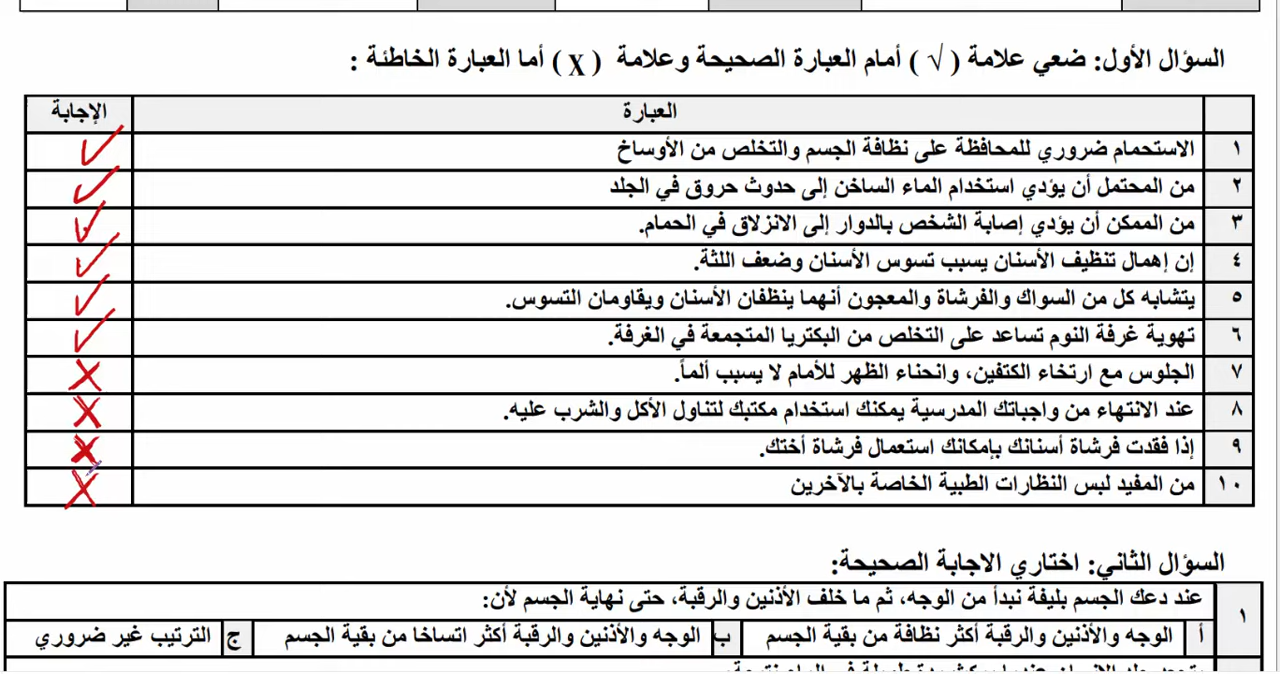 السؤال الأول: ضعي علامة ( √ ) أمام العبارة الصحيحة وعلامة ( X ) أما العبارة الخاطئة :
العبارة الإجابة
١ الاستحمام ضروري للمحافظة على نظافة الجسم والتخلص من الأوساخ ✓
٢ من المحتمل أن يؤدي استخدام الماء الساخن إلى حدوث حروق في الجلد ✓
٣ من الممكن أن يؤدي إصابة الشخص بالدوار إلى الانزلاق في الحمام. ✓
٤ إن إهمال تنظيف الأسنان يسبب تسوس الأسنان وضعف اللثة. ✓
٥ يتشابه كل من السواك والفرشاة والمعجون أنهما ينظفان الأسنان ويقاومان التسوس. ✓
٦ تهوية غرفة النوم تساعد على التخلص من البكتريا المتجمعة في الغرفة. ✓
٧ الجلوس مع ارتخاء الكتفين، وانحناء الظهر للأمام لا يسبب ألماً. X
٨ عند الانتهاء من واجباتك المدرسية يمكنك استخدام مكتبك لتناول الأكل والشرب عليه. X
٩ إذا فقدت فرشاة أسنانك بإمكانك استعمال فرشاة أختك. X
١٠ من المفيد لبس النظارات الطبية الخاصة بالآخرين X
السؤال الثاني: اختاري الاجابة الصحيحة:
١ عند دعك الجسم بليفة نبدأ من الوجه، ثم ما خلف الأذنين والرقبة، حتى نهاية الجسم لأن:
أ الوجه والأذنين والرقبة أكثر نظافة من بقية الجسم ب الوجه والأذنين والرقبة أكثر اتساخا من بقية الجسم ج الترتيب غير ضروري